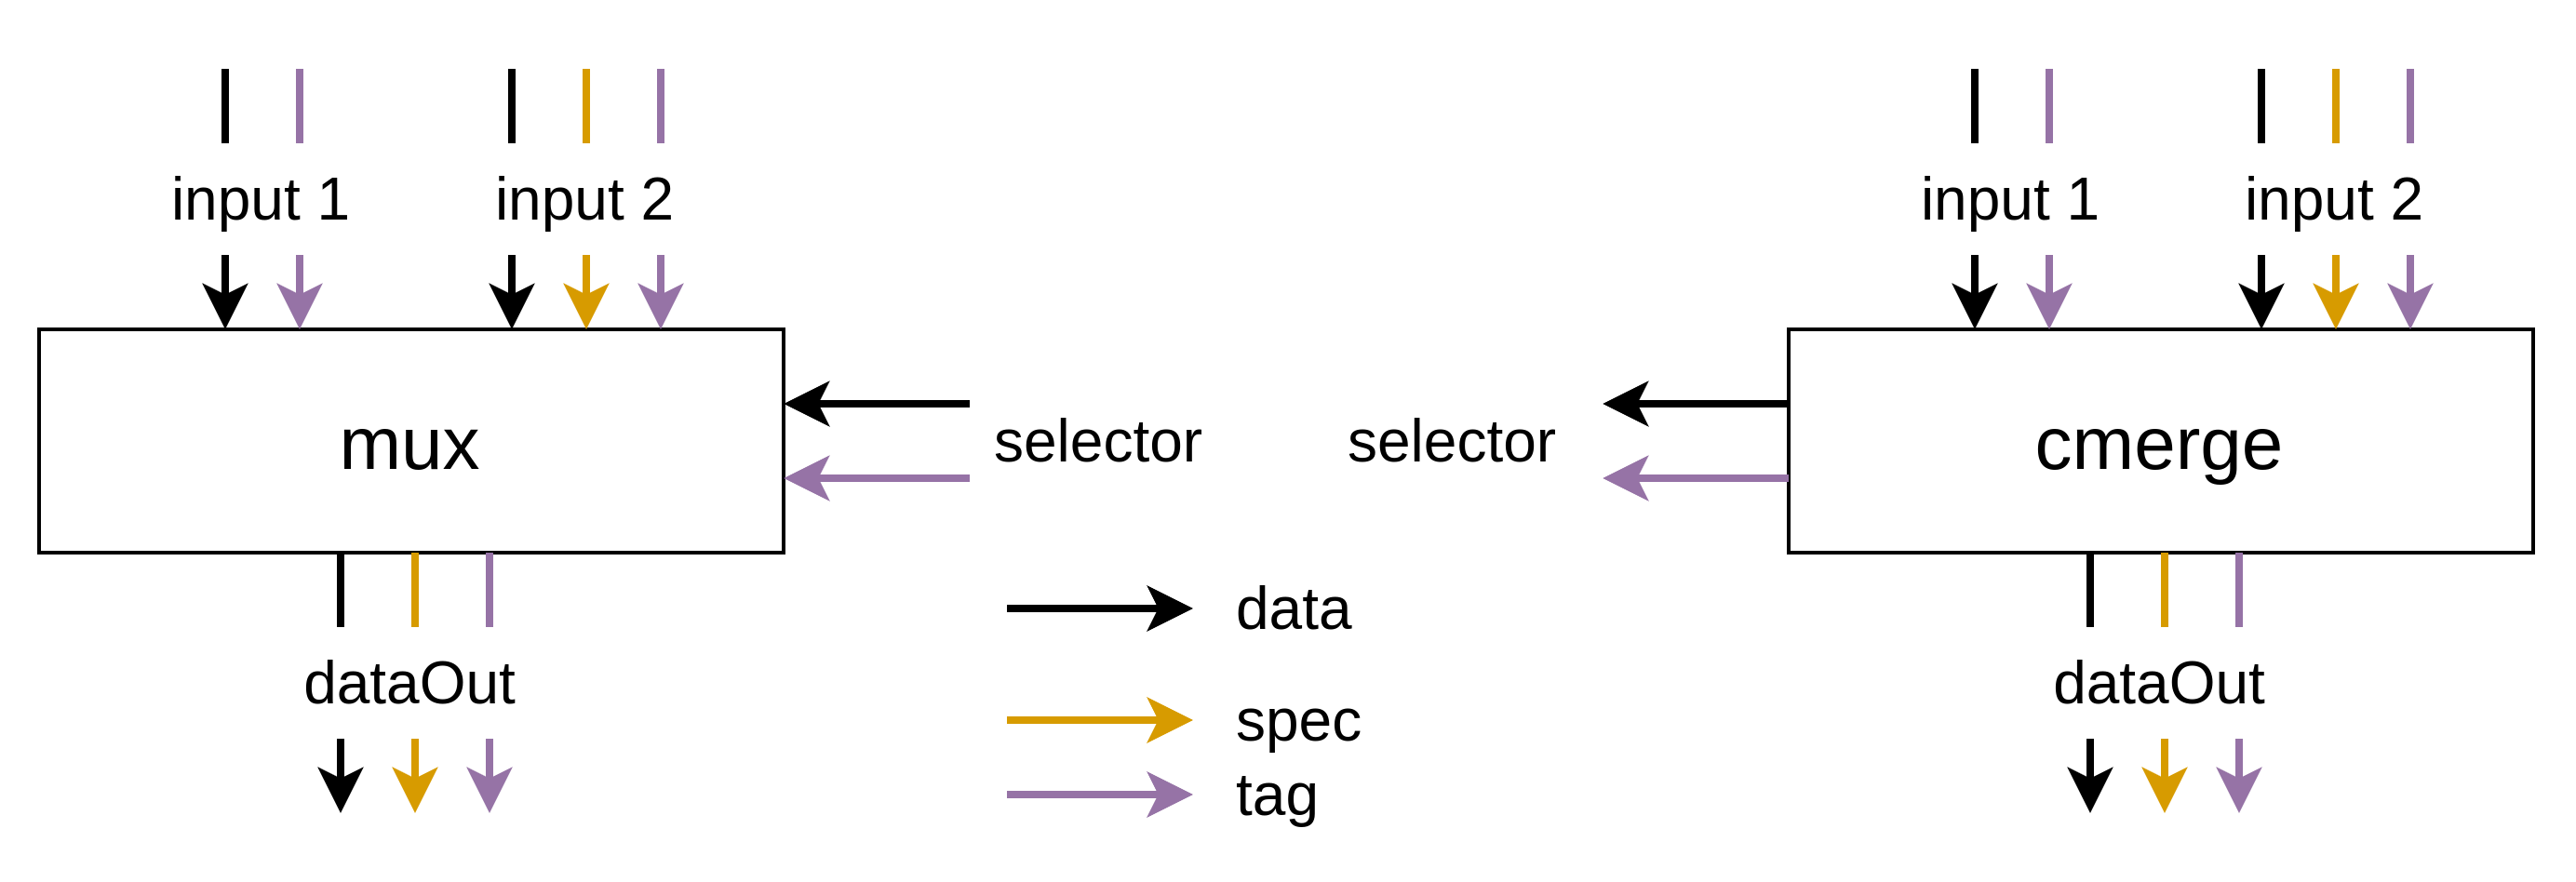 input 1
input 2
input 1
input 2
mux
selector
selector
cmerge
data
dataOut
dataOut
spec
tag